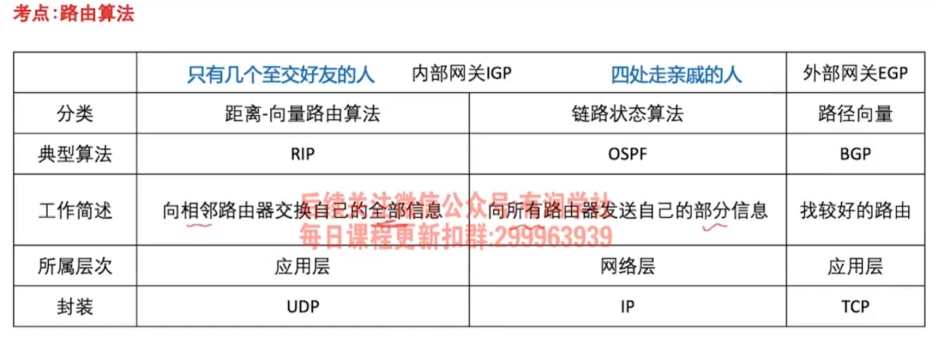 考点:路由算法
只有几个至交好友的人 内部网关IGP 四处走亲戚的人 外部网关EGP
分类 距离-向量路由算法 链路状态算法 路径向量
典型算法 RIP OSPF BGP
工作简述 向相邻路由器交换自己的全部信息 向所有路由器发送自己的部分信息 找较好的路由
后续关注微信公众号:有润学社
每日课程更新扣群:299963939
所属层次 应用层 网络层 应用层
封装 UDP IP TCP